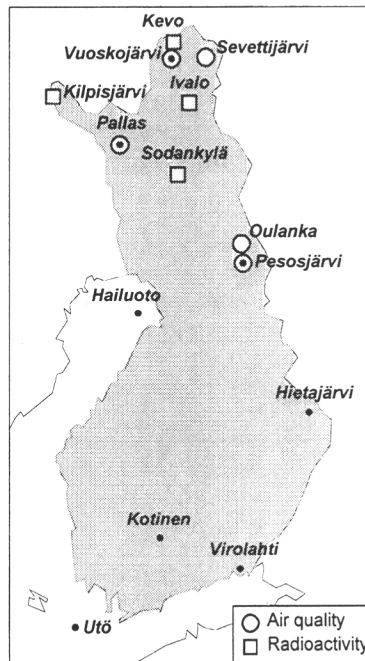 Kevo
Vuoskojärvi
Sevettijärvi
Kilpisjärvi
Ivalo
Pallas
Sodankylä
Oulanka
Pesosjärvi
Hailuoto
Hietajärvi
Kotinen
Virolahti
Utö
Air quality
Radioactivity